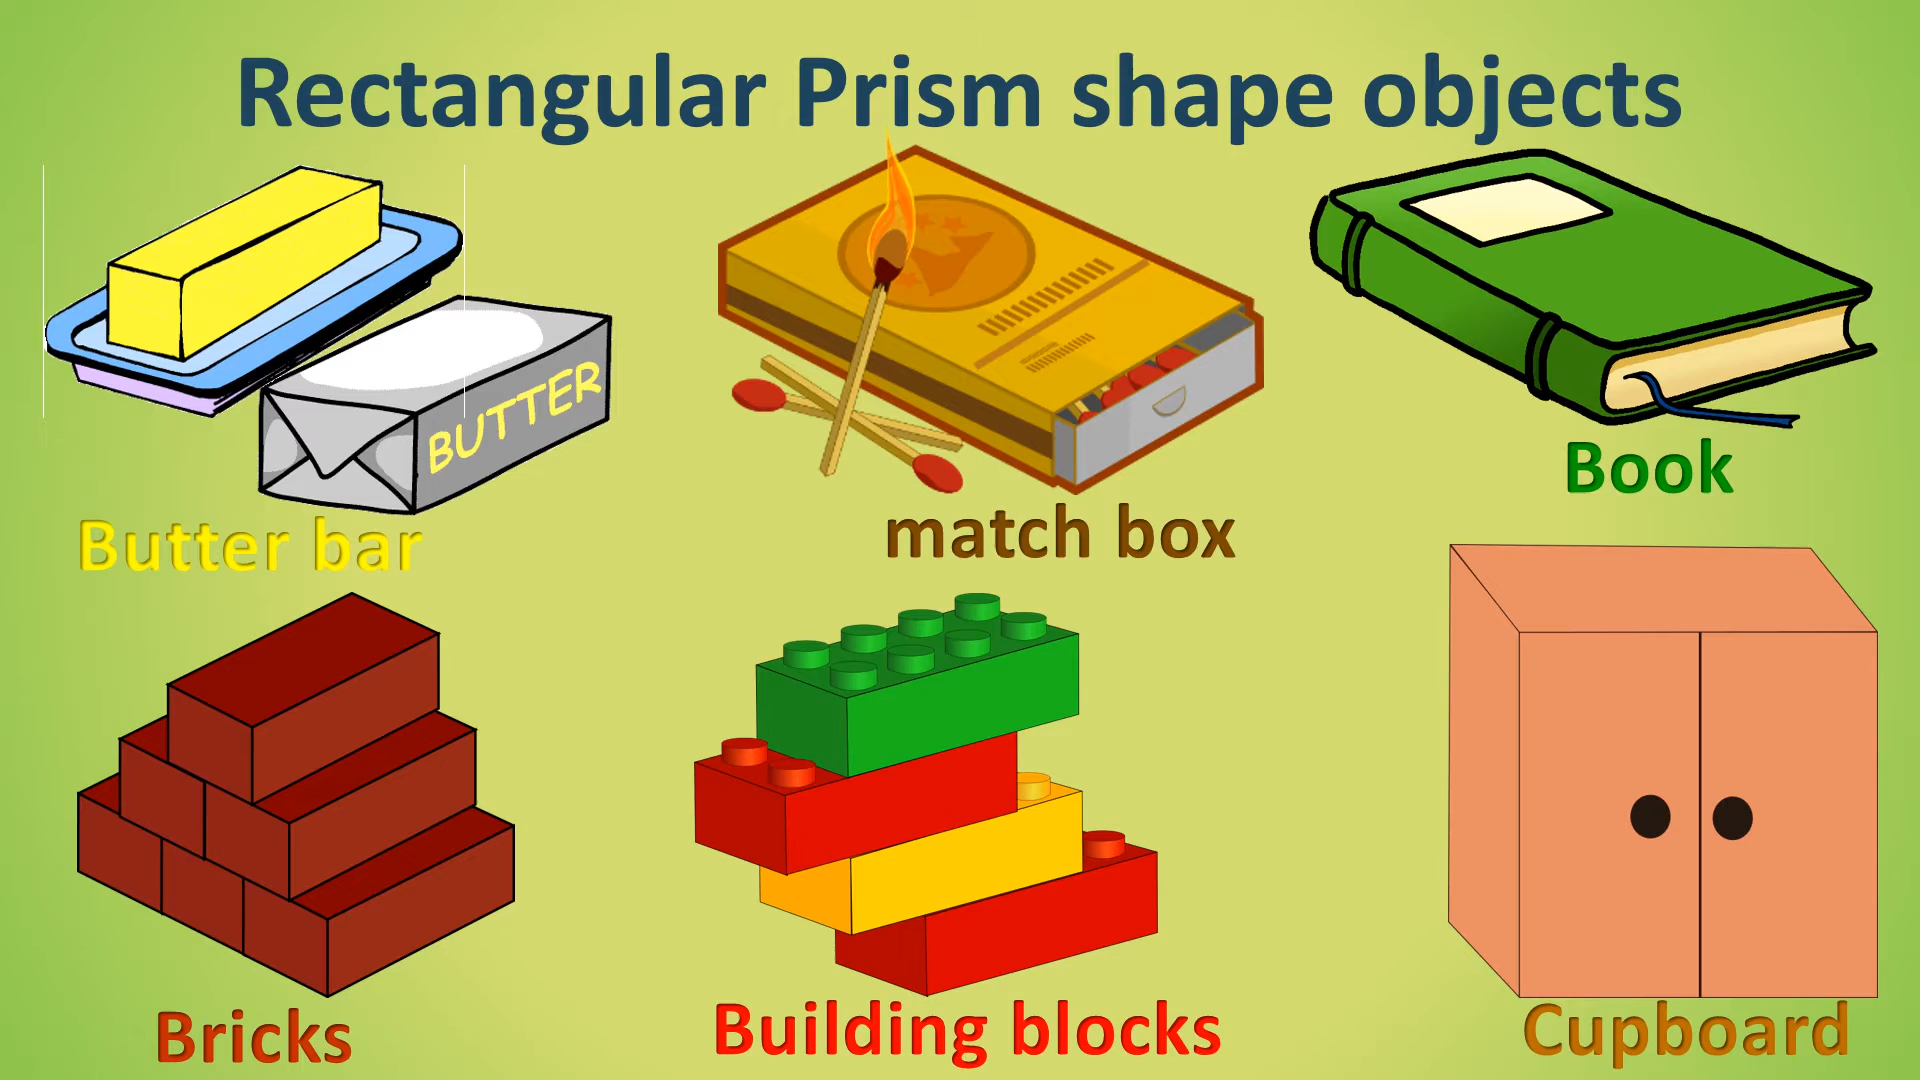 Rectangular Prism shape objects
BUTTER
Butter bar
match box
Book
Bricks
Building blocks
Cupboard